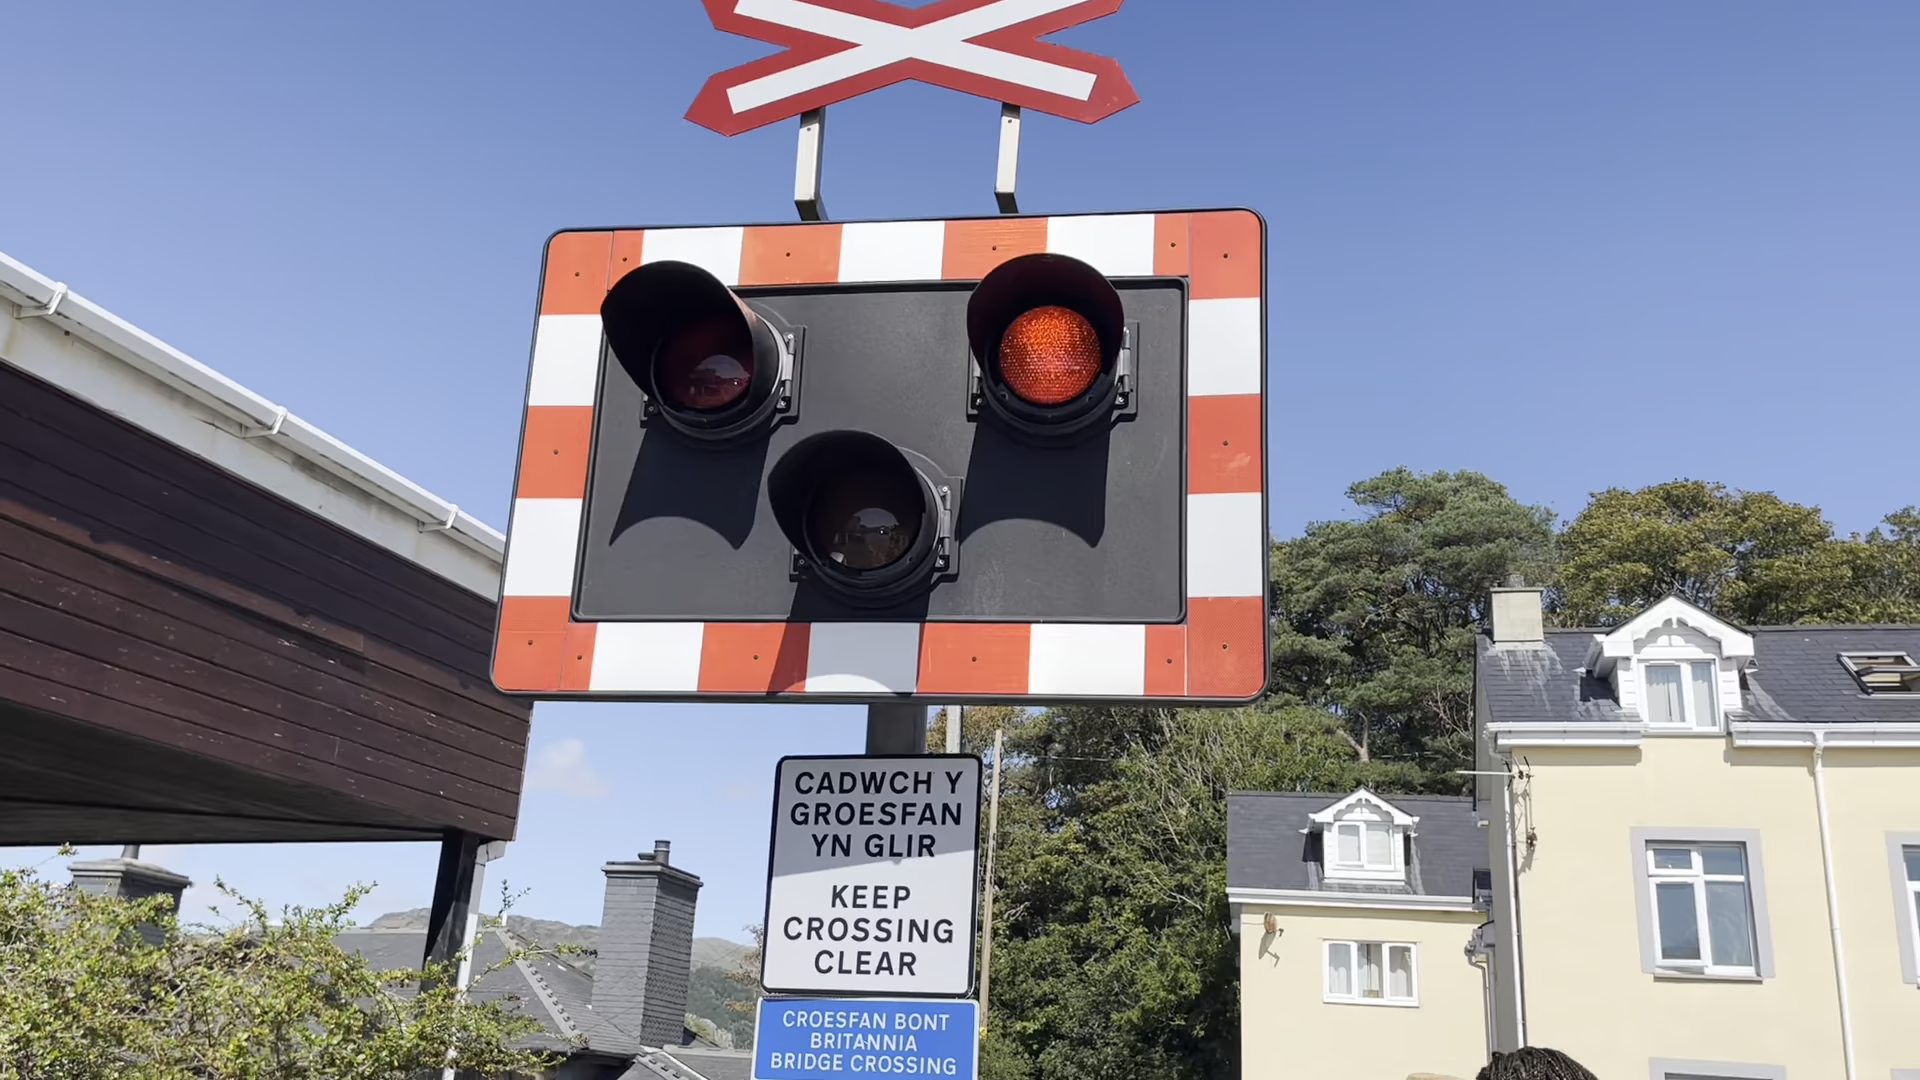 CADWCH Y
GROESFAN
YN GLIR
KEEP
CROSSING
CLEAR
CROESFAN BONT
BRITANNIA
BRIDGE CROSSING